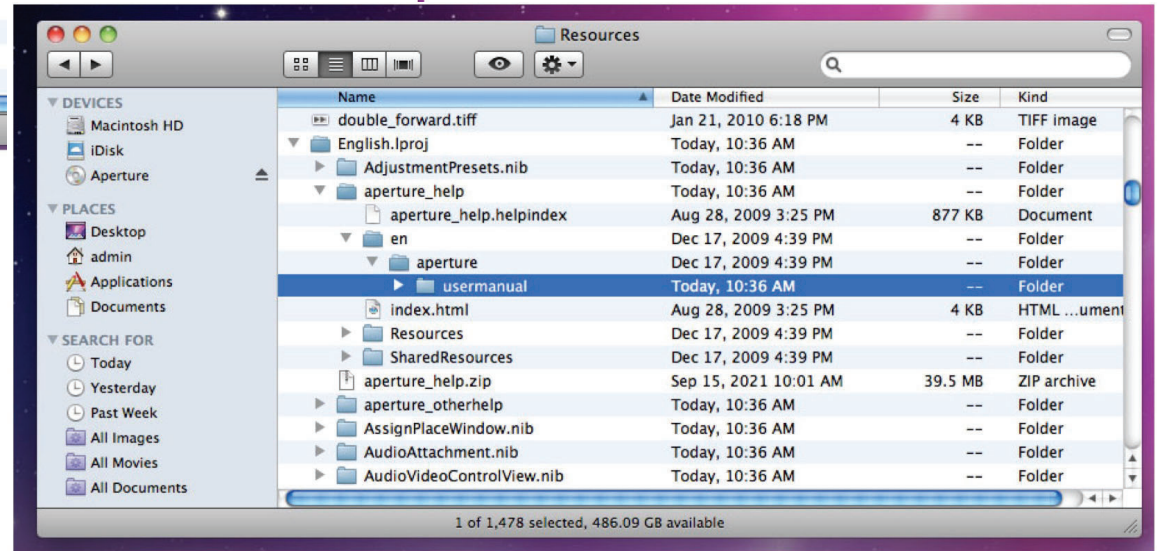 Resources
DEVICES
Macintosh HD
iDisk
Aperture
PLACES
Desktop
admin
Applications
Documents
SEARCH FOR
Today
Yesterday
Past Week
All Images
All Movies
All Documents
Name Date Modified Size Kind
double_forward.tiff Jan 21, 2010 6:18 PM 4 KB TIFF image
English.lproj Today, 10:36 AM -- Folder
AdjustmentPresets.nib Today, 10:36 AM -- Folder
aperture_help Today, 10:36 AM -- Folder
aperture_help.helpindex Aug 28, 2009 3:25 PM 877 KB Document
en Dec 17, 2009 4:39 PM -- Folder
aperture Dec 17, 2009 4:39 PM -- Folder
usermanual Today, 10:36 AM -- Folder
index.html Aug 28, 2009 3:25 PM 4 KB HTML ...ument
Resources Dec 17, 2009 4:39 PM -- Folder
SharedResources Dec 17, 2009 4:39 PM -- Folder
aperture_help.zip Sep 15, 2021 10:01 AM 39.5 MB ZIP archive
aperture_otherhelp Today, 10:36 AM -- Folder
AssignPlaceWindow.nib Today, 10:36 AM -- Folder
AudioAttachment.nib Today, 10:36 AM -- Folder
AudioVideoControlView.nib Today, 10:36 AM -- Folder
1 of 1,478 selected, 486.09 GB available